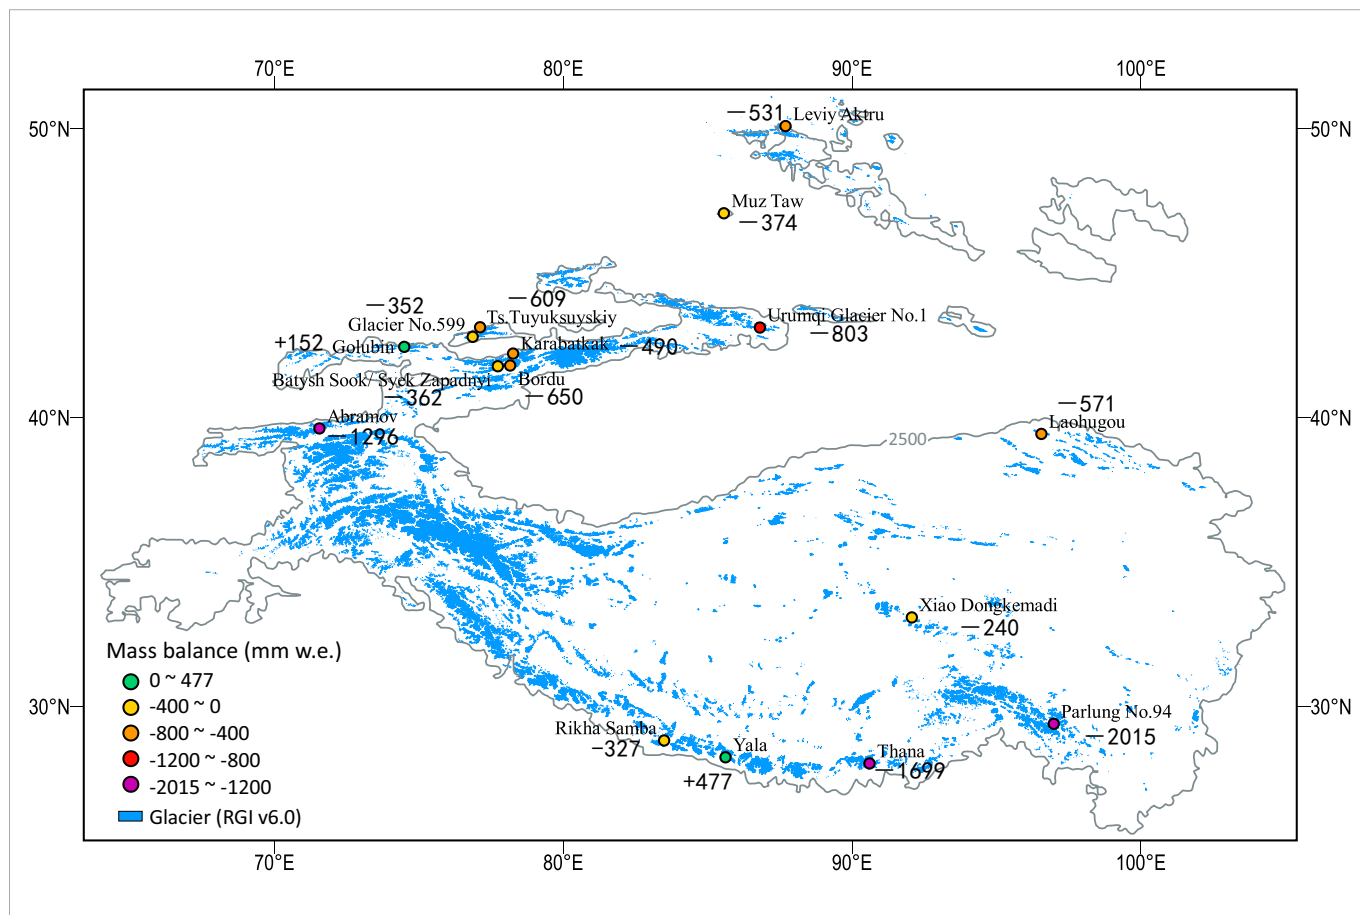 70°E 80°E 90°E 100°E
50°N 50°N
－531 Leviy Aktru
Muz Taw
－374
－609
－352
Ts.Tuyuksuyskiy
Glacier No.599
Urumqi Glacier No.1
－803
+152
Golubin
Karabatkak
－490
Batysh Sook/ Syek Zapadnyi
Bordu
－362
－650
－571
40°N 40°N
Abramov
－1296
Laohugou
2500
Xiao Dongkemadi
－240
30°N 30°N
Parlung No.94
－2015
Rikha Samba
−327
Yala
+477
Thana
－1699
Mass balance (mm w.e.)
0 ~ 477
-400 ~ 0
-800 ~ -400
-1200 ~ -800
-2015 ~ -1200
Glacier (RGI v6.0)
70°E 80°E 90°E 100°E